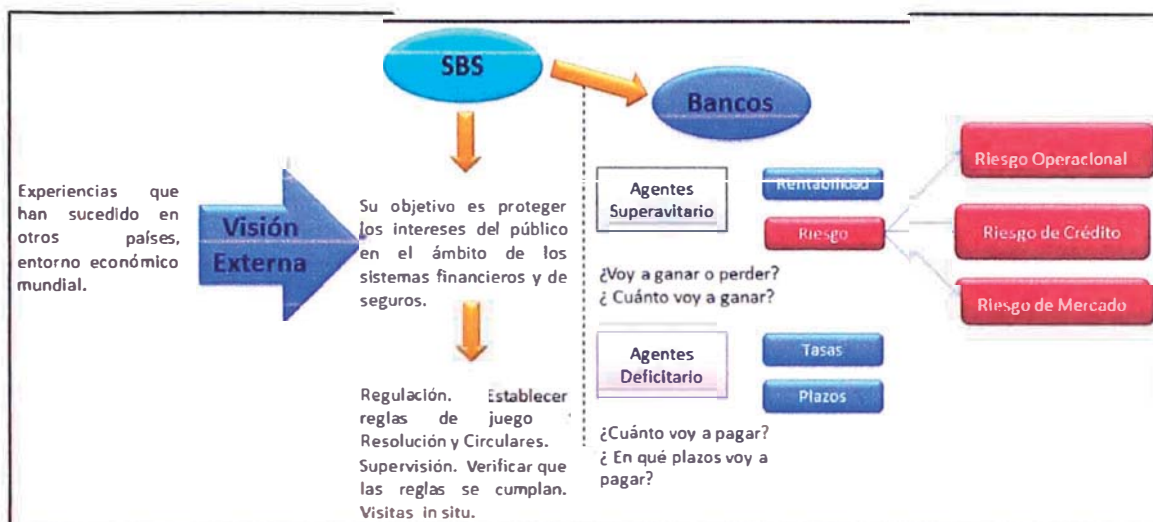 SBS
Bancos
Experiencias que
han sucedido en
otros países,
entorno económico
mundial.
Visión
Externa
Su objetivo es proteger
los intereses del público
en el ámbito de los
sistemas financieros y de
seguros.
Regulación. Establecer
reglas de juego
Resolución y Circulares.
Supervisión. Verificar que
las reglas se cumplan.
Visitas in situ.
Agentes
Superavitario
Rentabilidad
Riesgo
¿Voy a ganar o perder?
¿ Cuánto voy a ganar?
Agentes
Deficitario
Tasas
Plazos
¿Cuánto voy a pagar?
¿ En qué plazos voy a
pagar?
Riesgo Operacional
Riesgo de Crédito
Riesgo de Mercado